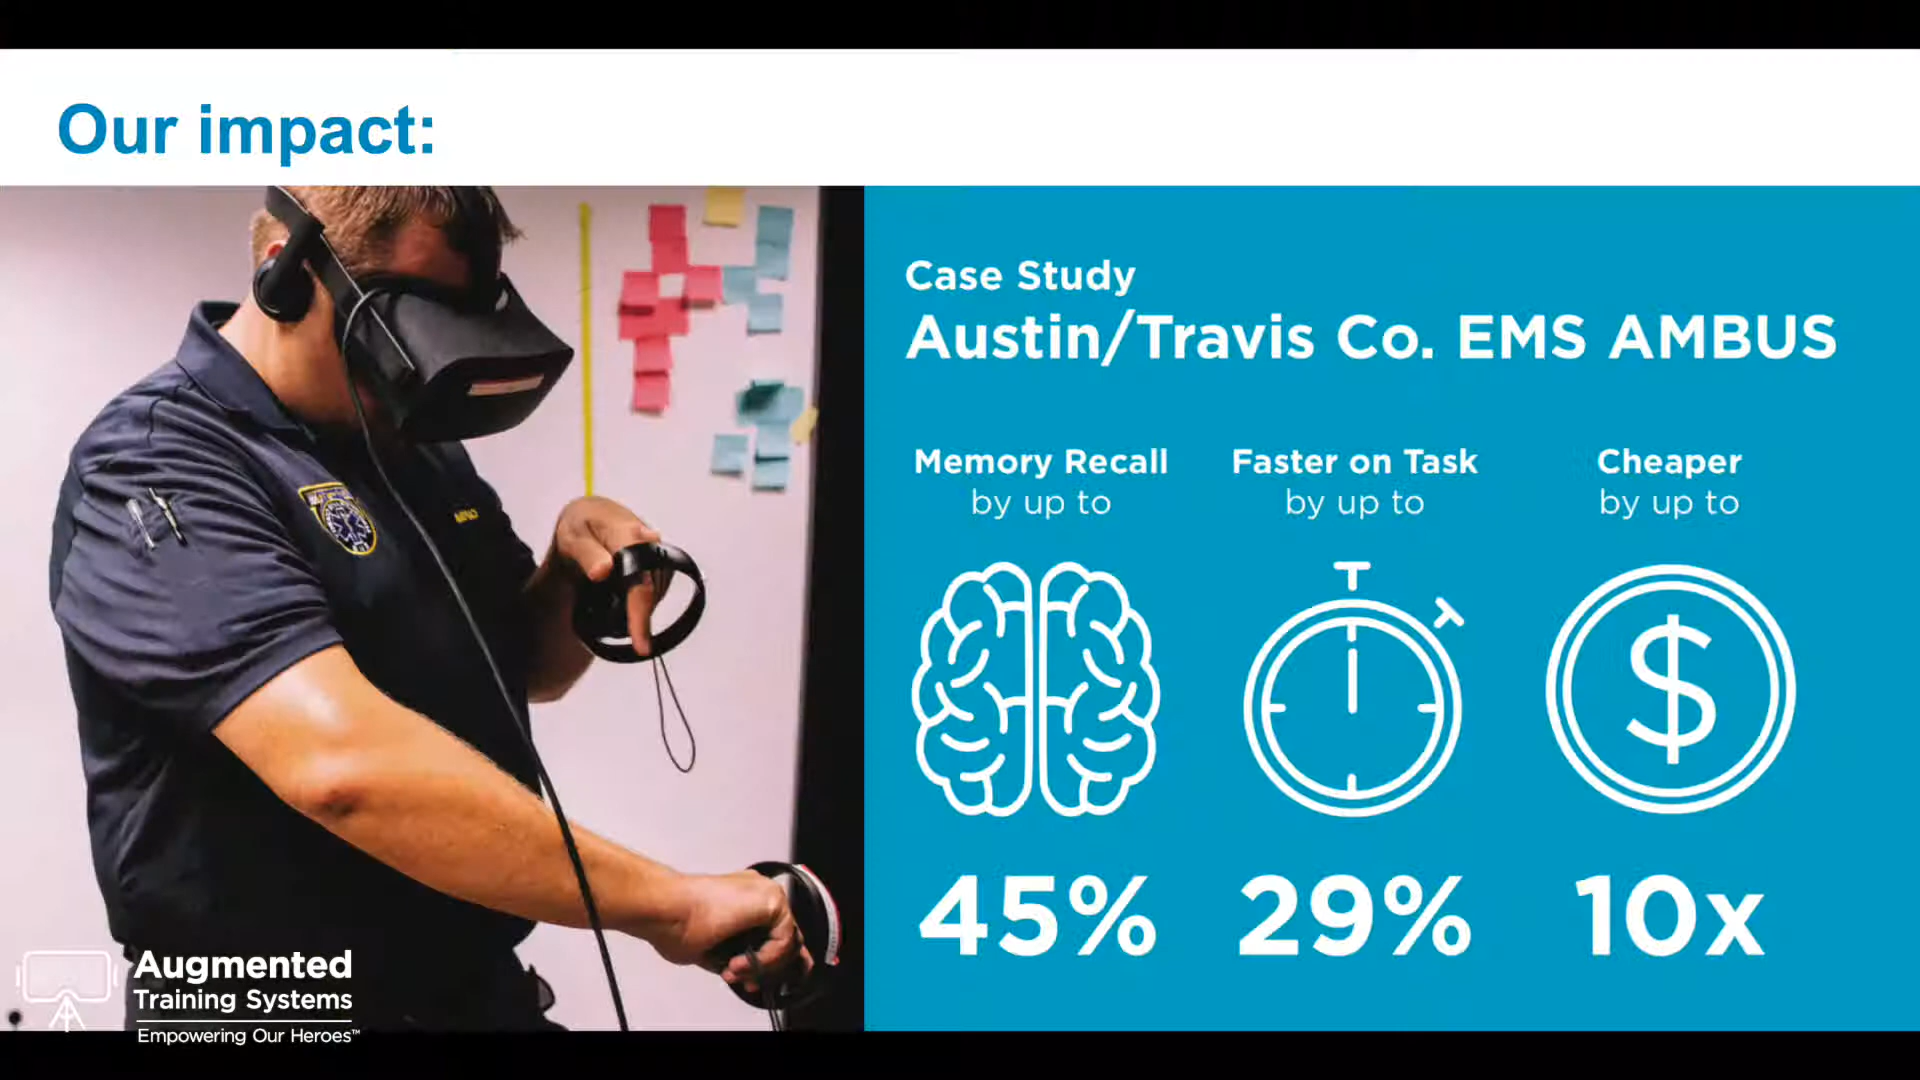 Our impact:
Case Study
Austin/Travis Co. EMS AMBUS
Memory Recall
by up to
Faster on Task
by up to
Cheaper
by up to
$
45%
29%
10x
Augmented
Training Systems
Empowering Our Heroes™